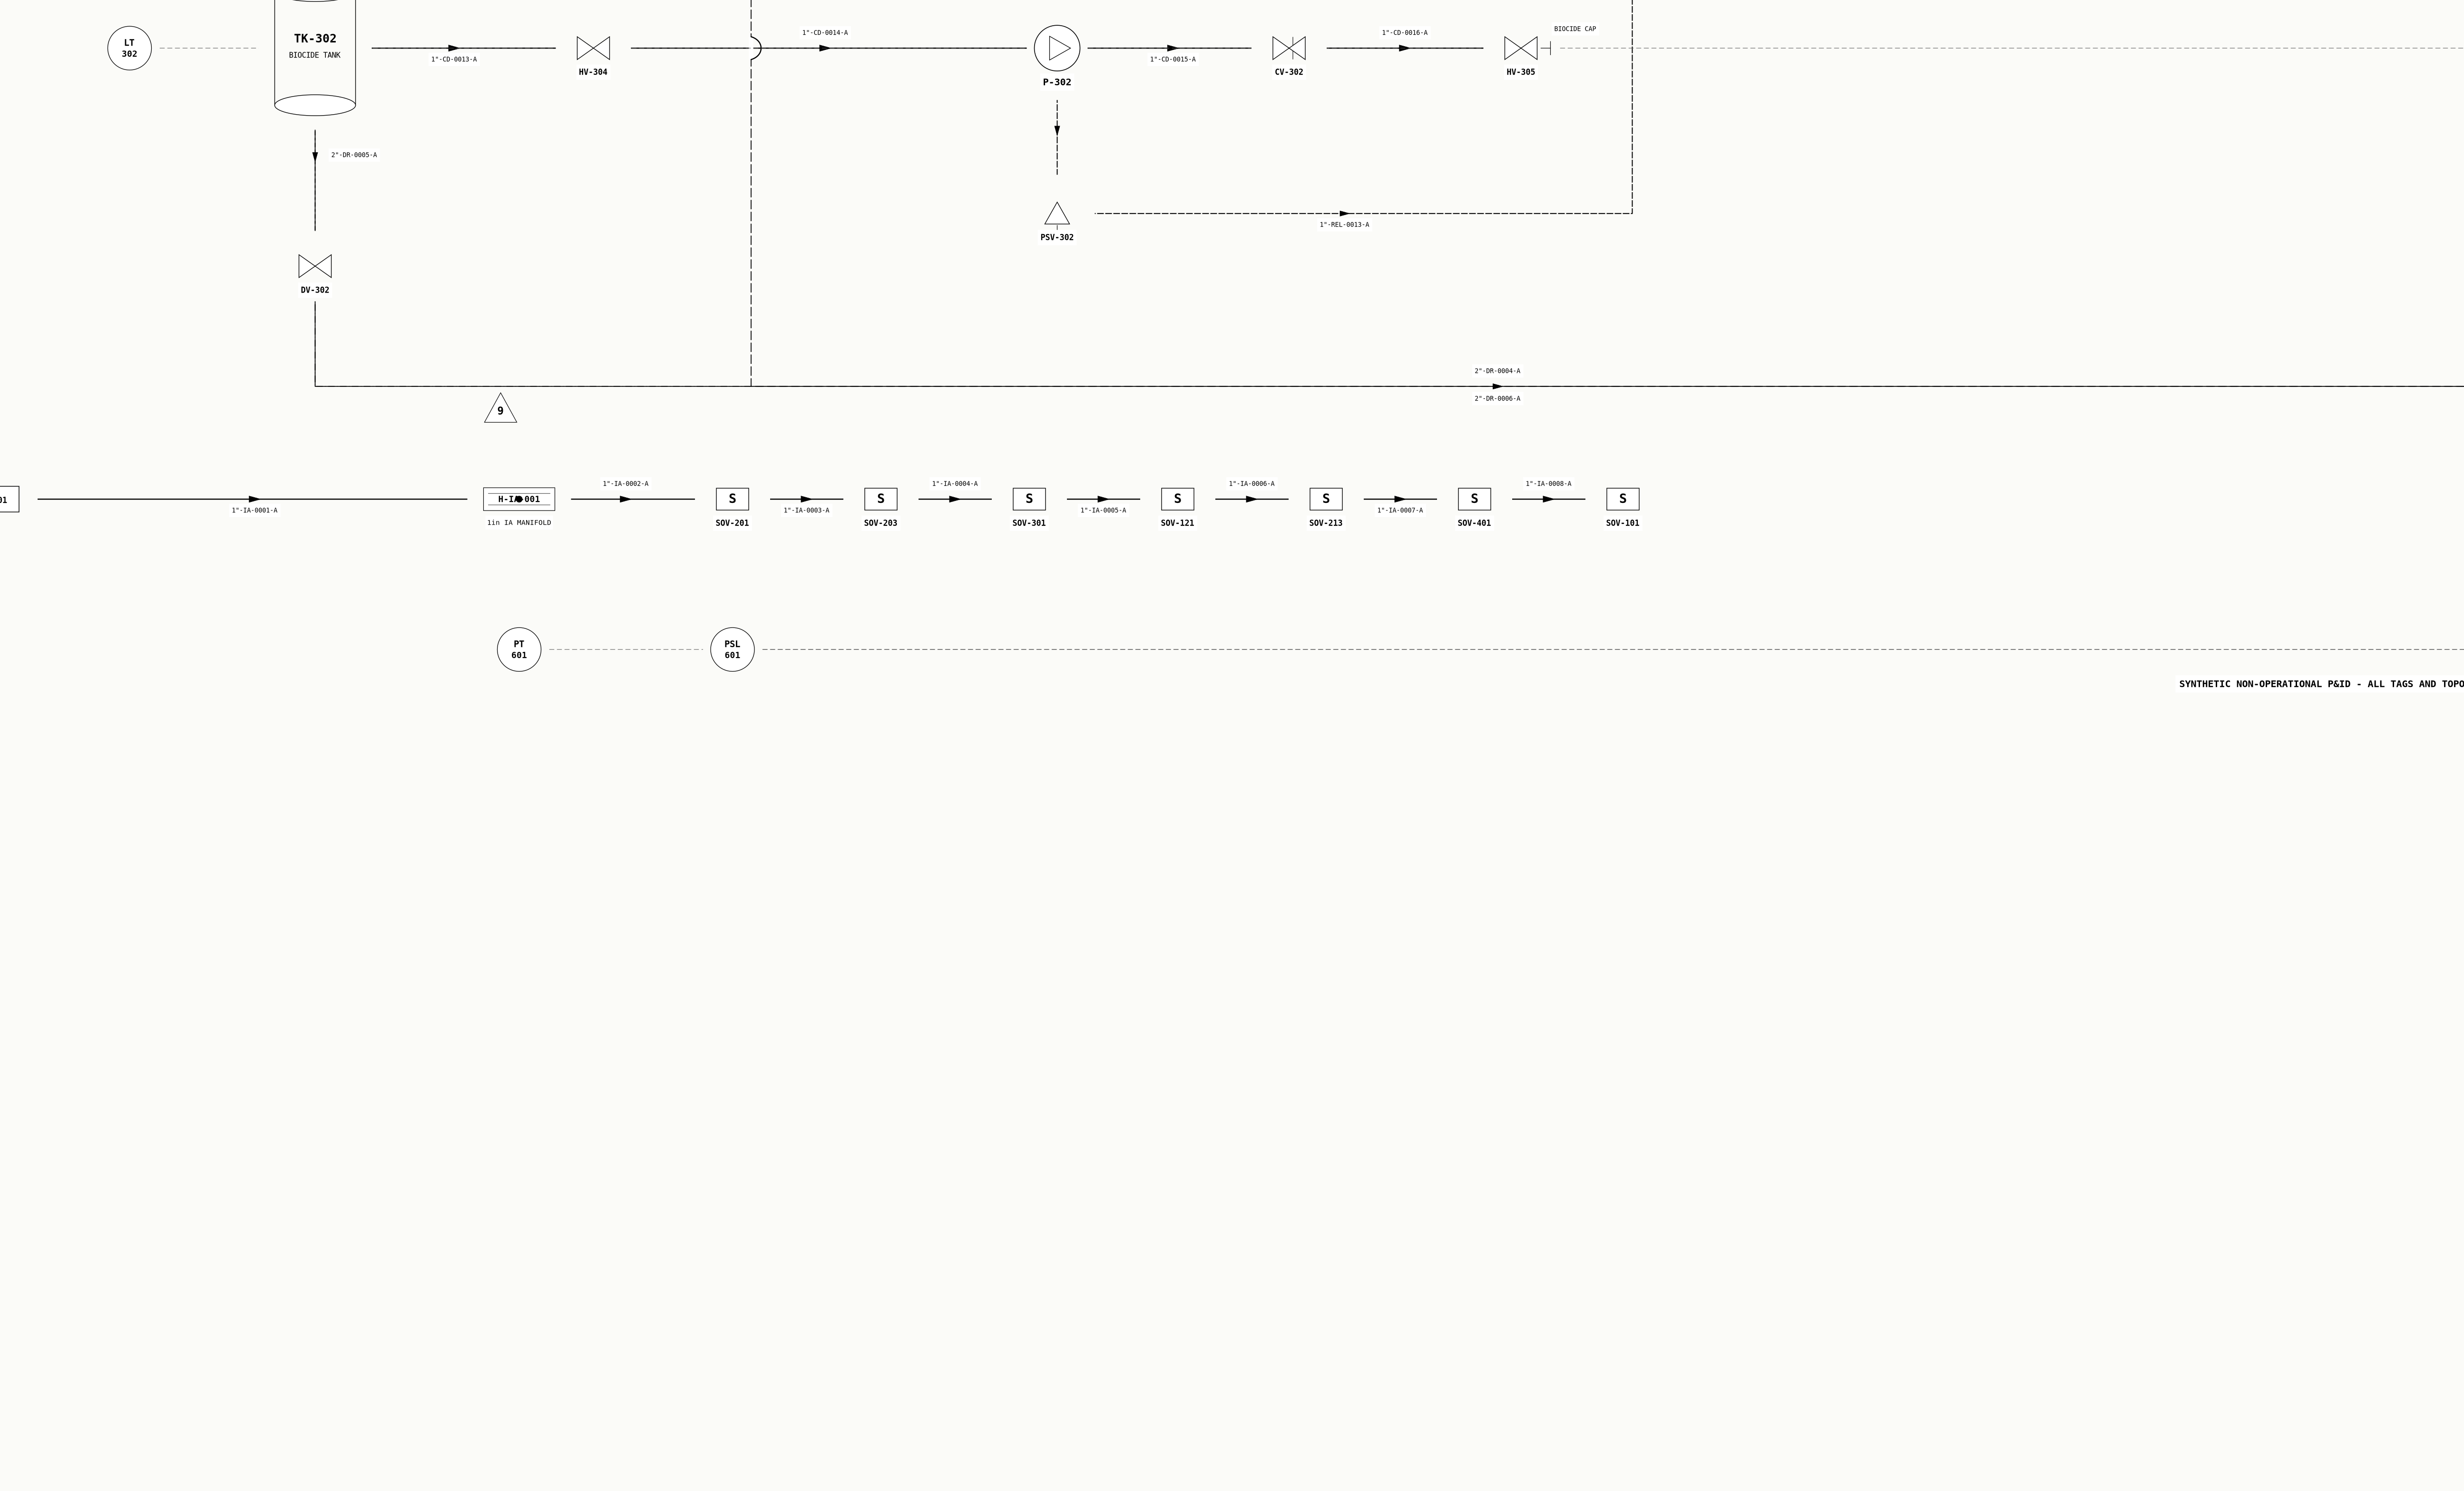 BIOCIDE CAP
1"-CD-0014-A
1"-CD-0016-A
LT
302
TK-302
BIOCIDE TANK
1"-CD-0013-A
1"-CD-0015-A
HV-304
P-302
CV-302
HV-305
2"-DR-0005-A
1"-REL-0013-A
PSV-302
DV-302
2"-DR-0004-A
2"-DR-0006-A
9
1"-IA-0002-A
1"-IA-0004-A
1"-IA-0006-A
1"-IA-0008-A
01
S
S
S
S
S
S
S
1"-IA-0001-A
1"-IA-0003-A
1"-IA-0005-A
1"-IA-0007-A
1in IA MANIFOLD
SOV-201
SOV-203
SOV-301
SOV-121
SOV-213
SOV-401
SOV-101
PT
601
PSL
601
SYNTHETIC NON-OPERATIONAL P&ID - ALL TAGS AND TOPO